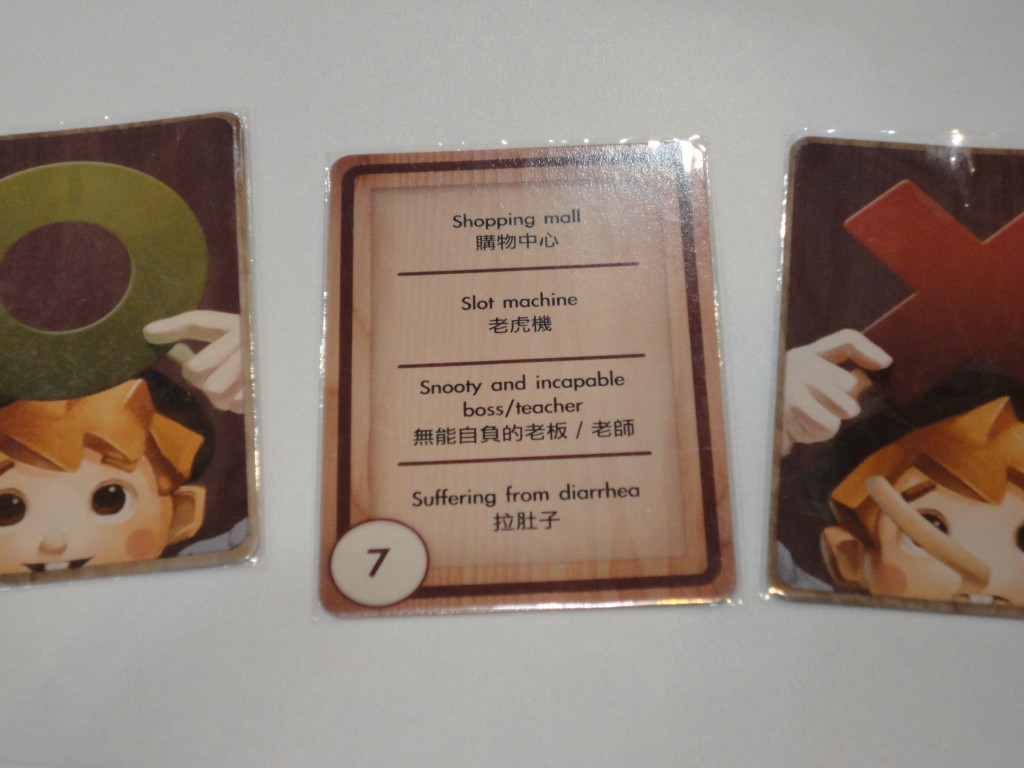 Shopping mall
購物中心
Slot machine
老虎機
Snooty and incapable
boss/teacher
無能自負的老板 / 老師
Suffering from diarrhea
拉肚子
7